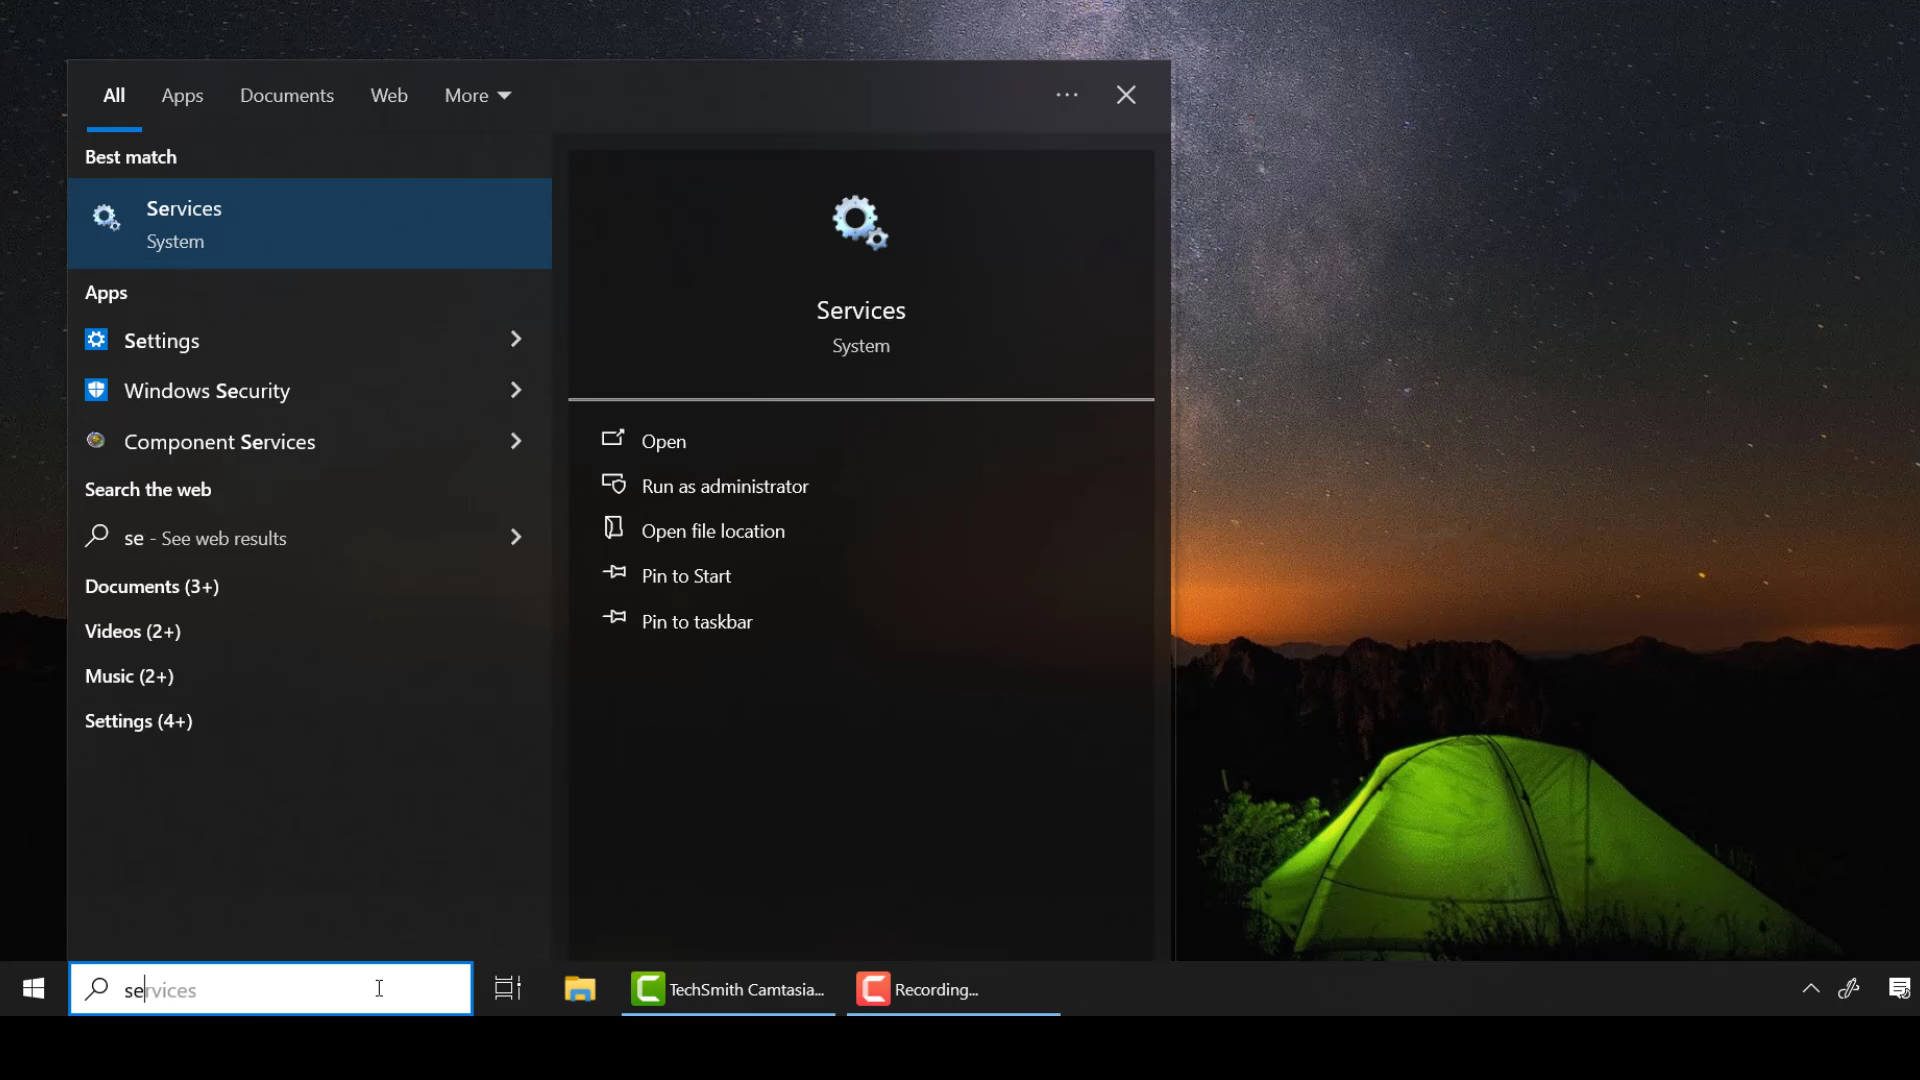 All Apps Documents Web More
Best match
Services
System
Apps
Settings
Windows Security
Component Services
Search the web
se - See web results
Documents (3+)
Videos (2+)
Music (2+)
Settings (4+)
Services
System
Open
Run as administrator
Open file location
Pin to Start
Pin to taskbar
services
TechSmith Camtasia...
Recording...